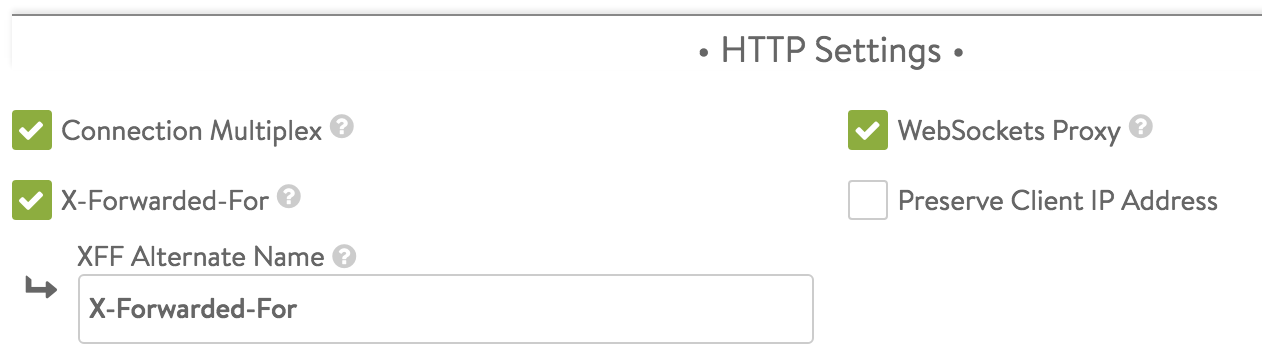 • HTTP Settings •
Connection Multiplex ?
WebSockets Proxy ?
X-Forwarded-For ?
Preserve Client IP Address
XFF Alternate Name ?
X-Forwarded-For